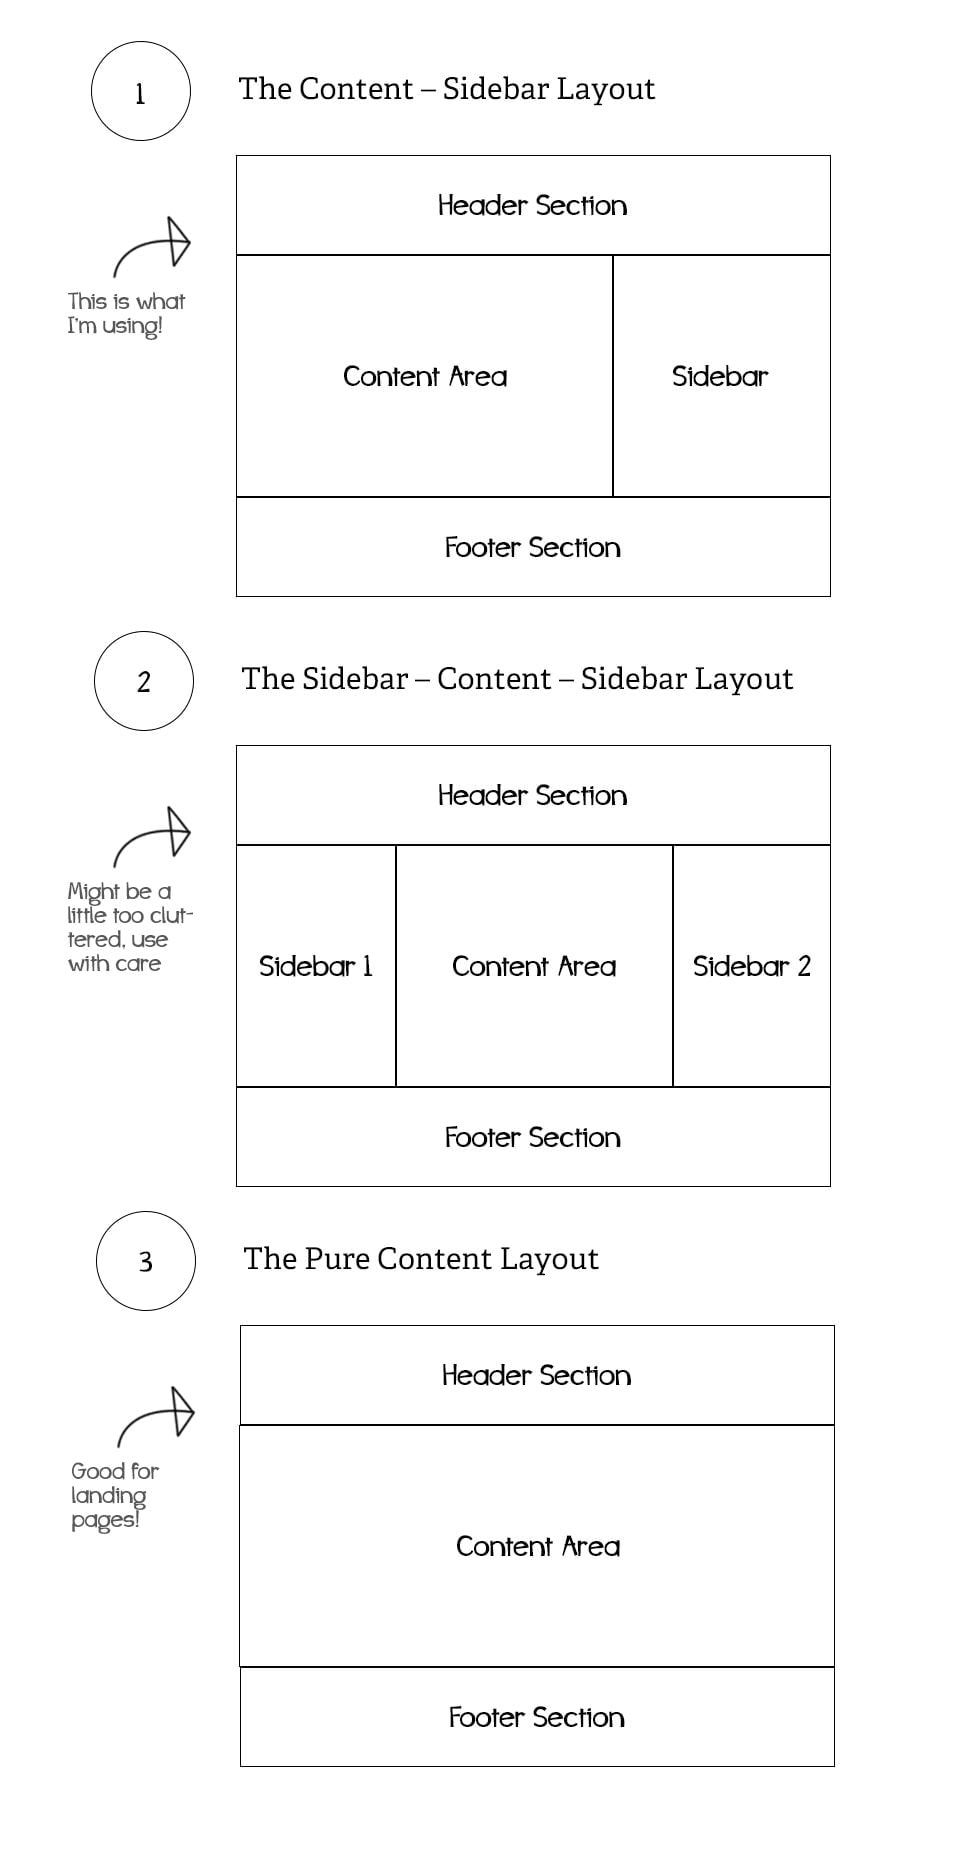 1
The Content – Sidebar Layout
Header Section
This is what
I'm using!
Content Area
Sidebar
Footer Section
2
The Sidebar – Content – Sidebar Layout
Header Section
Might be a
little too clut-
tered, use
with care
Sidebar 1
Content Area
Sidebar 2
Footer Section
3
The Pure Content Layout
Header Section
Good for
landing
pages!
Content Area
Footer Section